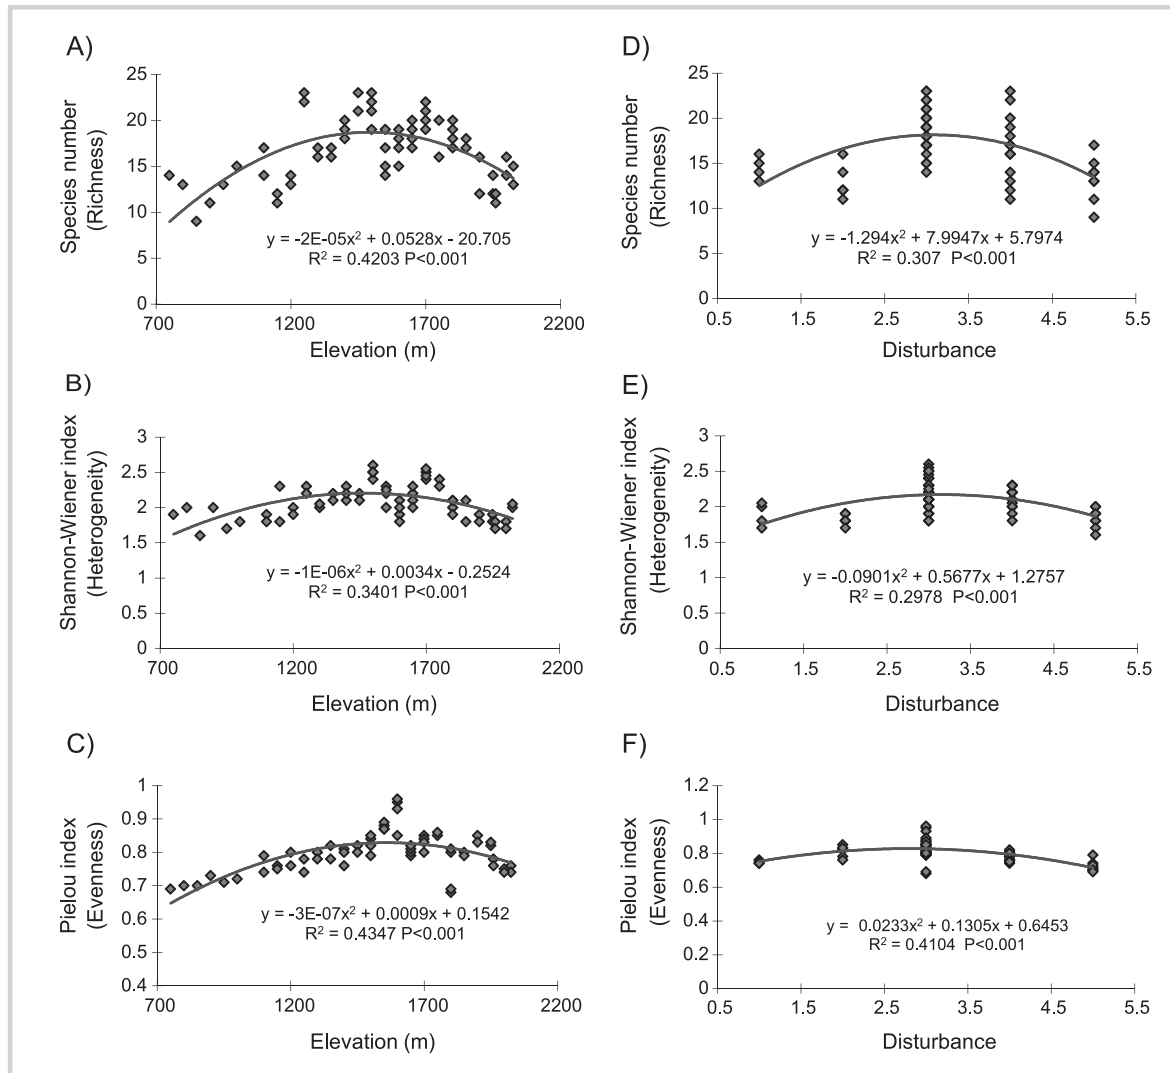 A)
Species number
(Richness)
25
20
15
10
5
0
y = -2E-05x² + 0.0528x - 20.705
R² = 0.4203 P<0.001
700 1200 1700 2200
Elevation (m)
D)
Species number
(Richness)
25
20
15
10
5
0
y = -1.294x² + 7.9947x + 5.7974
R² = 0.307 P<0.001
0.5 1.5 2.5 3.5 4.5 5.5
Disturbance
B)
Shannon-Wiener index
(Heterogeneity)
3
2.5
2
1.5
1
0.5
0
y = -1E-06x² + 0.0034x - 0.2524
R² = 0.3401 P<0.001
700 1200 1700 2200
Elevation (m)
E)
Shannon-Wiener index
(Heterogeneity)
3
2.5
2
1.5
1
0.5
0
y = -0.0901x² + 0.5677x + 1.2757
R² = 0.2978 P<0.001
0.5 1.5 2.5 3.5 4.5 5.5
Disturbance
C)
Pielou index
(Evenness)
1
0.9
0.8
0.7
0.6
0.5
0.4
y = -3E-07x² + 0.0009x + 0.1542
R² = 0.4347 P<0.001
700 1200 1700 2200
Elevation (m)
F)
Pielou index
(Evenness)
1.2
1
0.8
0.6
0.4
0.2
0
y = 0.0233x² + 0.1305x + 0.6453
R² = 0.4104 P<0.001
0.5 1.5 2.5 3.5 4.5 5.5
Disturbance